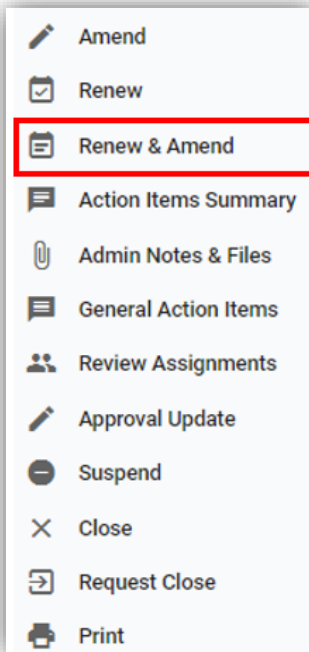 Amend
Renew
Renew & Amend
Action Items Summary
Admin Notes & Files
General Action Items
Review Assignments
Approval Update
Suspend
Close
Request Close
Print